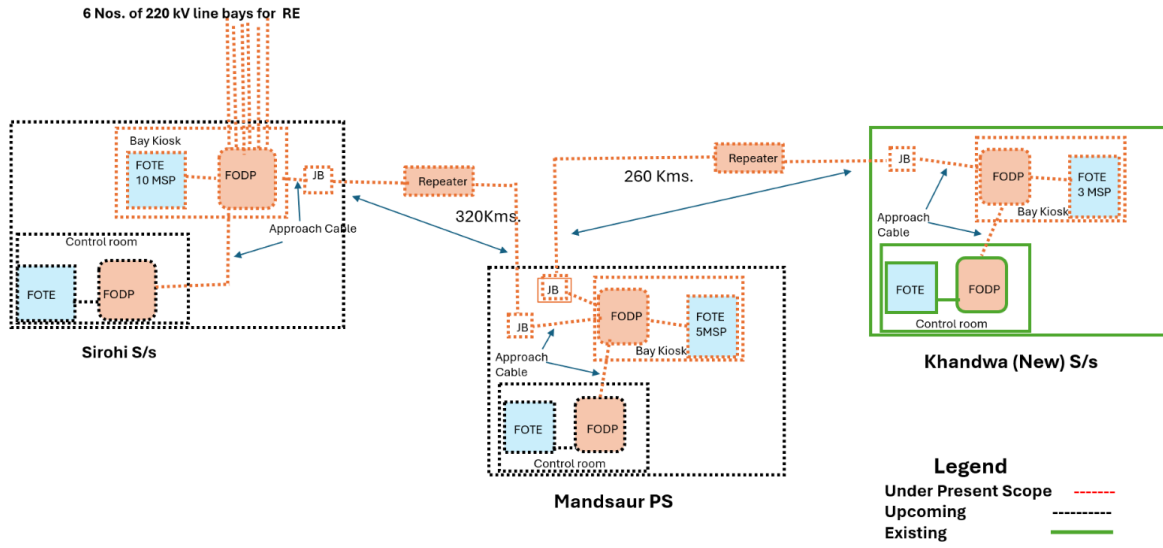 6 Nos. of 220 kV line bays for RE
Bay Kiosk
FOTE
10 MSP
FODP
JB
Approach Cable
Control room
FOTE
FODP
Sirohi S/s
Repeater
320Kms.
Repeater
260 Kms.
JB
JB
FODP
FOTE
5MSP
Bay Kiosk
Approach
Cable
FOTE
FODP
Control room
Mandsaur PS
JB
FODP
FOTE
3 MSP
Bay Kiosk
Approach
Cable
FOTE
FODP
Control room
Khandwa (New) S/s
Legend
Under Present Scope
Upcoming
Existing